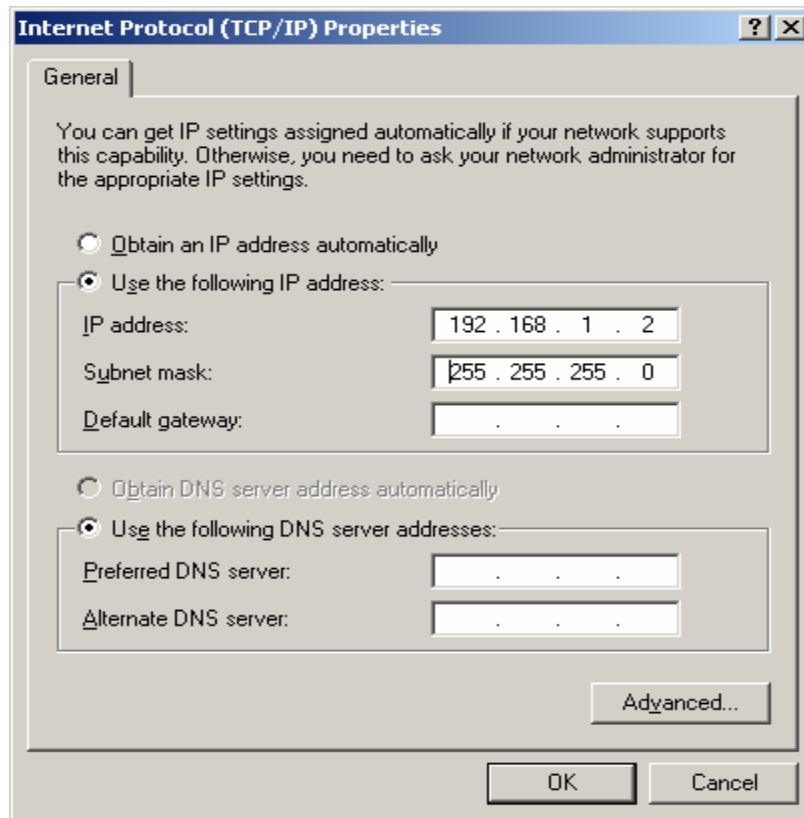 Internet Protocol (TCP/IP) Properties
General
You can get IP settings assigned automatically if your network supports
this capability. Otherwise, you need to ask your network administrator for
the appropriate IP settings.
Obtain an IP address automatically
Use the following IP address:
IP address: 192 . 168 . 1 . 2
Subnet mask: 255 . 255 . 255 . 0
Default gateway: . . .
Obtain DNS server address automatically
Use the following DNS server addresses:
Preferred DNS server: . . .
Alternate DNS server: . . .
Advanced...
OK Cancel